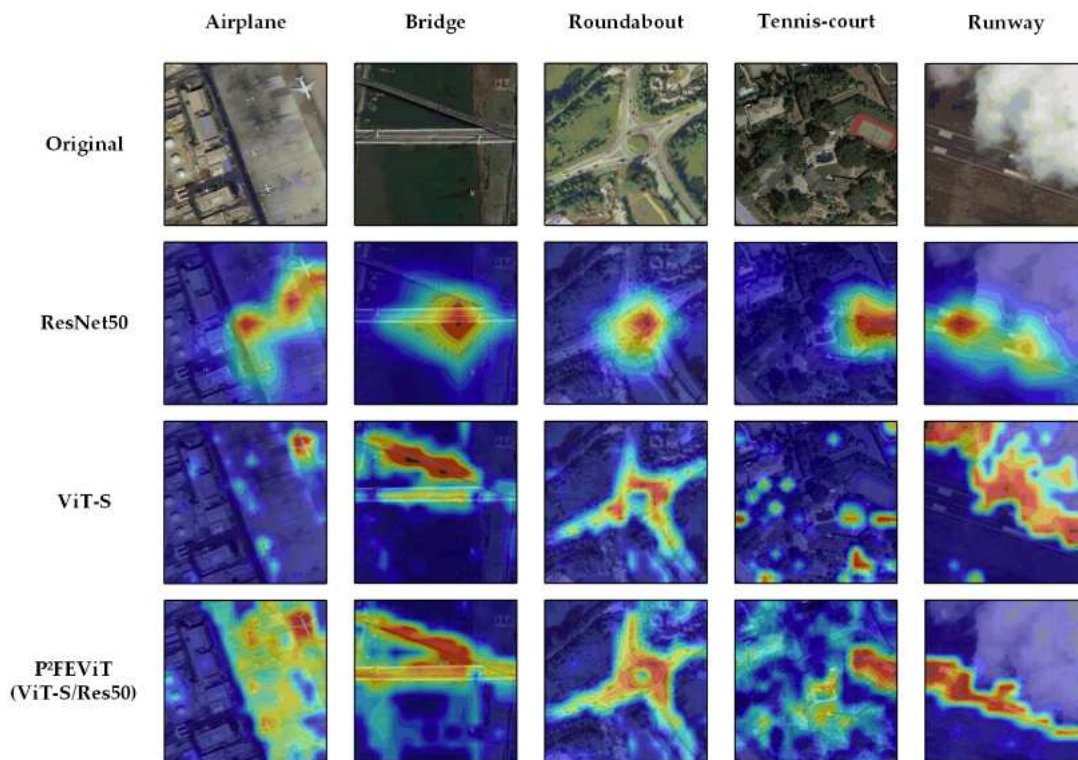 Airplane Bridge Roundabout Tennis-court Runway
Original
ResNet50
ViT-S
P²FEViT
(ViT-S/Res50)